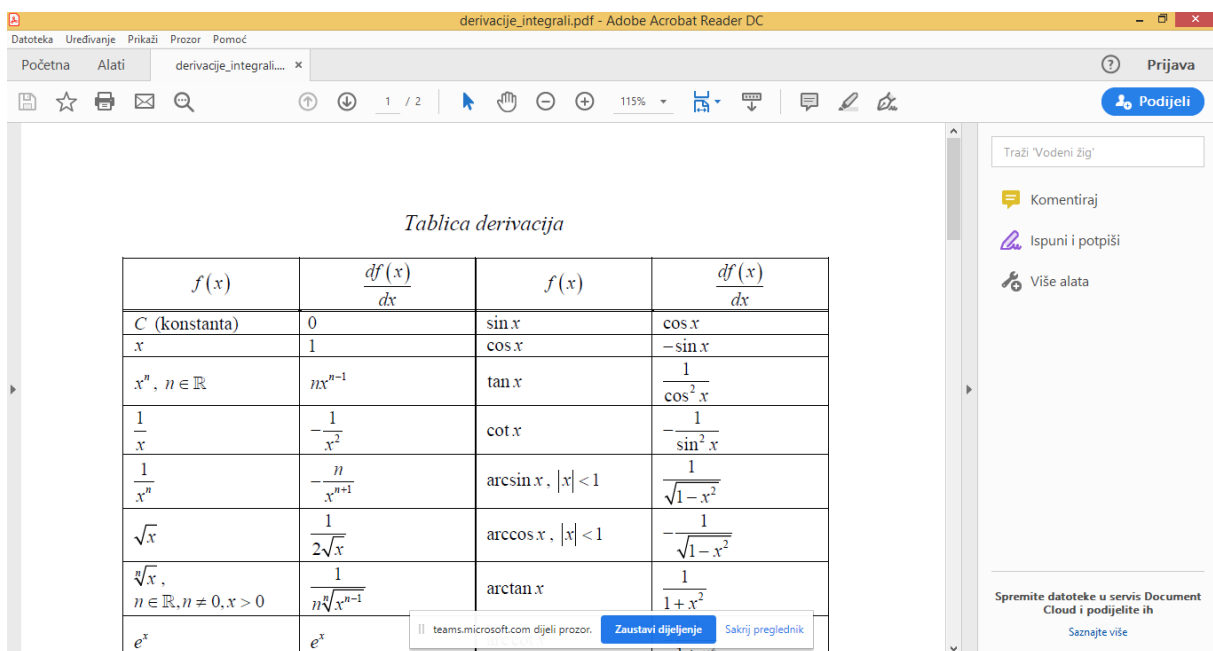 derivacije_integrali.pdf - Adobe Acrobat Reader DC
Datoteka Uređivanje Prikaži Prozor Pomoć
Početna Alati derivacije_integrali.... × Prijava
1 / 2 115% Podijeli
Traži 'Vodeni žig'
Komentiraj
Ispuni i potpiši
Više alata
Tablica derivacija
f(x) df(x)/dx f(x) df(x)/dx
C (konstanta) 0 sin x cos x
x 1 cos x −sin x
xⁿ, n ∈ ℝ nxⁿ⁻¹ tan x 1/cos² x
1/x −1/x² cot x −1/sin² x
1/xⁿ −n/xⁿ⁺¹ arcsin x, |x| < 1 1/√(1−x²)
√x 1/(2√x) arccos x, |x| < 1 −1/√(1−x²)
ⁿ√x, n ∈ ℝ, n ≠ 0, x > 0 1/(n ⁿ√(xⁿ⁻¹)) arctan x 1/(1+x²)
eˣ eˣ
teams.microsoft.com dijeli prozor. Zaustavi dijeljenje Sakrij preglednik
Spremite datoteke u servis Document
Cloud i podijelite ih
Saznajte više